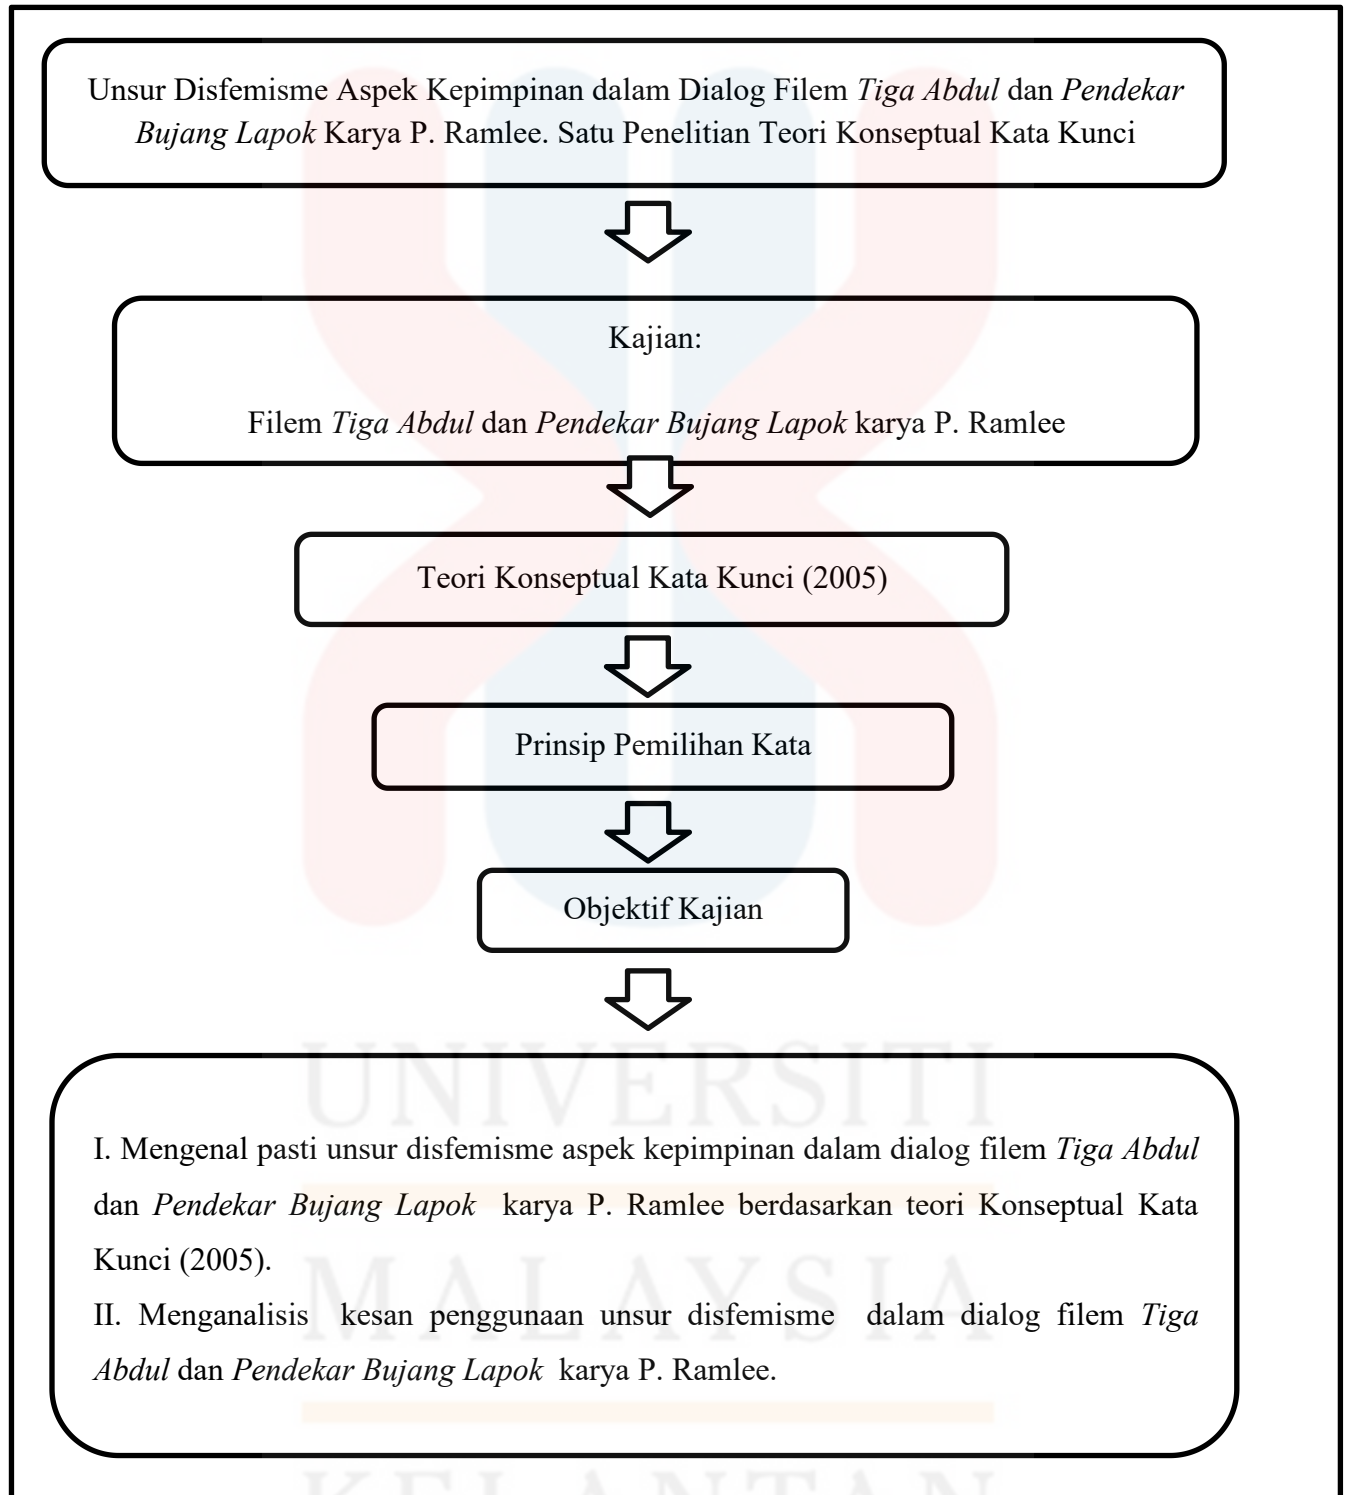 Unsur Disfemisme Aspek Kepimpinan dalam Dialog Filem Tiga Abdul dan Pendekar
Bujang Lapok Karya P. Ramlee. Satu Penelitian Teori Konseptual Kata Kunci
Kajian:
Filem Tiga Abdul dan Pendekar Bujang Lapok karya P. Ramlee
Teori Konseptual Kata Kunci (2005)
Prinsip Pemilihan Kata
Objektif Kajian
I. Mengenal pasti unsur disfemisme aspek kepimpinan dalam dialog filem Tiga Abdul
dan Pendekar Bujang Lapok karya P. Ramlee berdasarkan teori Konseptual Kata
Kunci (2005).
II. Menganalisis kesan penggunaan unsur disfemisme dalam dialog filem Tiga
Abdul dan Pendekar Bujang Lapok karya P. Ramlee.
UNIVERSITI
MALAYSIA
KELANTAN